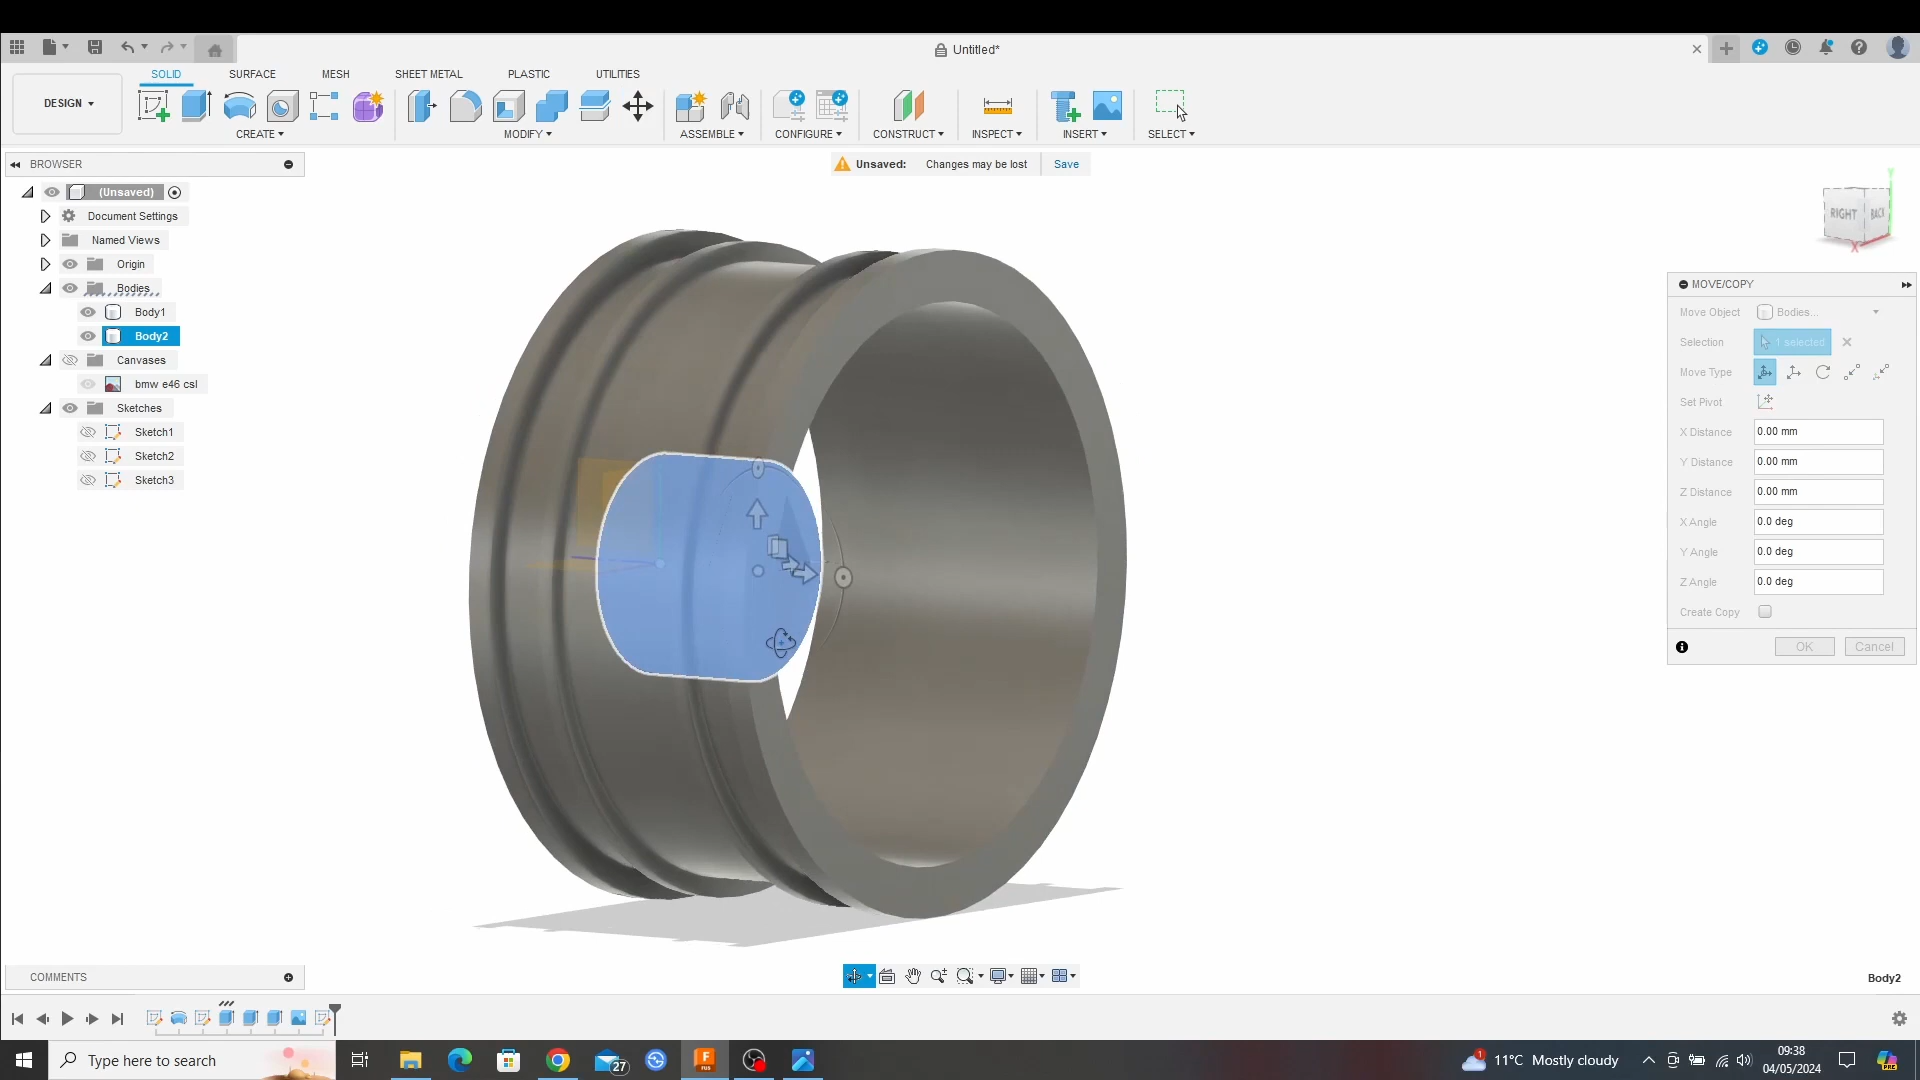 Untitled*
DESIGN
SOLID
SURFACE
MESH
SHEET METAL
PLASTIC
UTILITIES
CREATE
MODIFY
ASSEMBLE
CONFIGURE
CONSTRUCT
INSPECT
INSERT
SELECT
BROWSER
Unsaved: Changes may be lost Save
(Unsaved)
Document Settings
Named Views
Origin
Bodies
Body1
Body2
Canvases
bmw e46 csl
Sketches
Sketch1
Sketch2
Sketch3
Y
RIGHT
BACK
X
MOVE/COPY
Move Object Bodies...
Selection 1 selected
Move Type
Set Pivot
X Distance 0.00 mm
Y Distance 0.00 mm
Z Distance 0.00 mm
X Angle 0.0 deg
Y Angle 0.0 deg
Z Angle 0.0 deg
Create Copy
OK Cancel
COMMENTS
Body2
Type here to search
27
F
FUS
1
11°C Mostly cloudy
09:38
04/05/2024
PRE